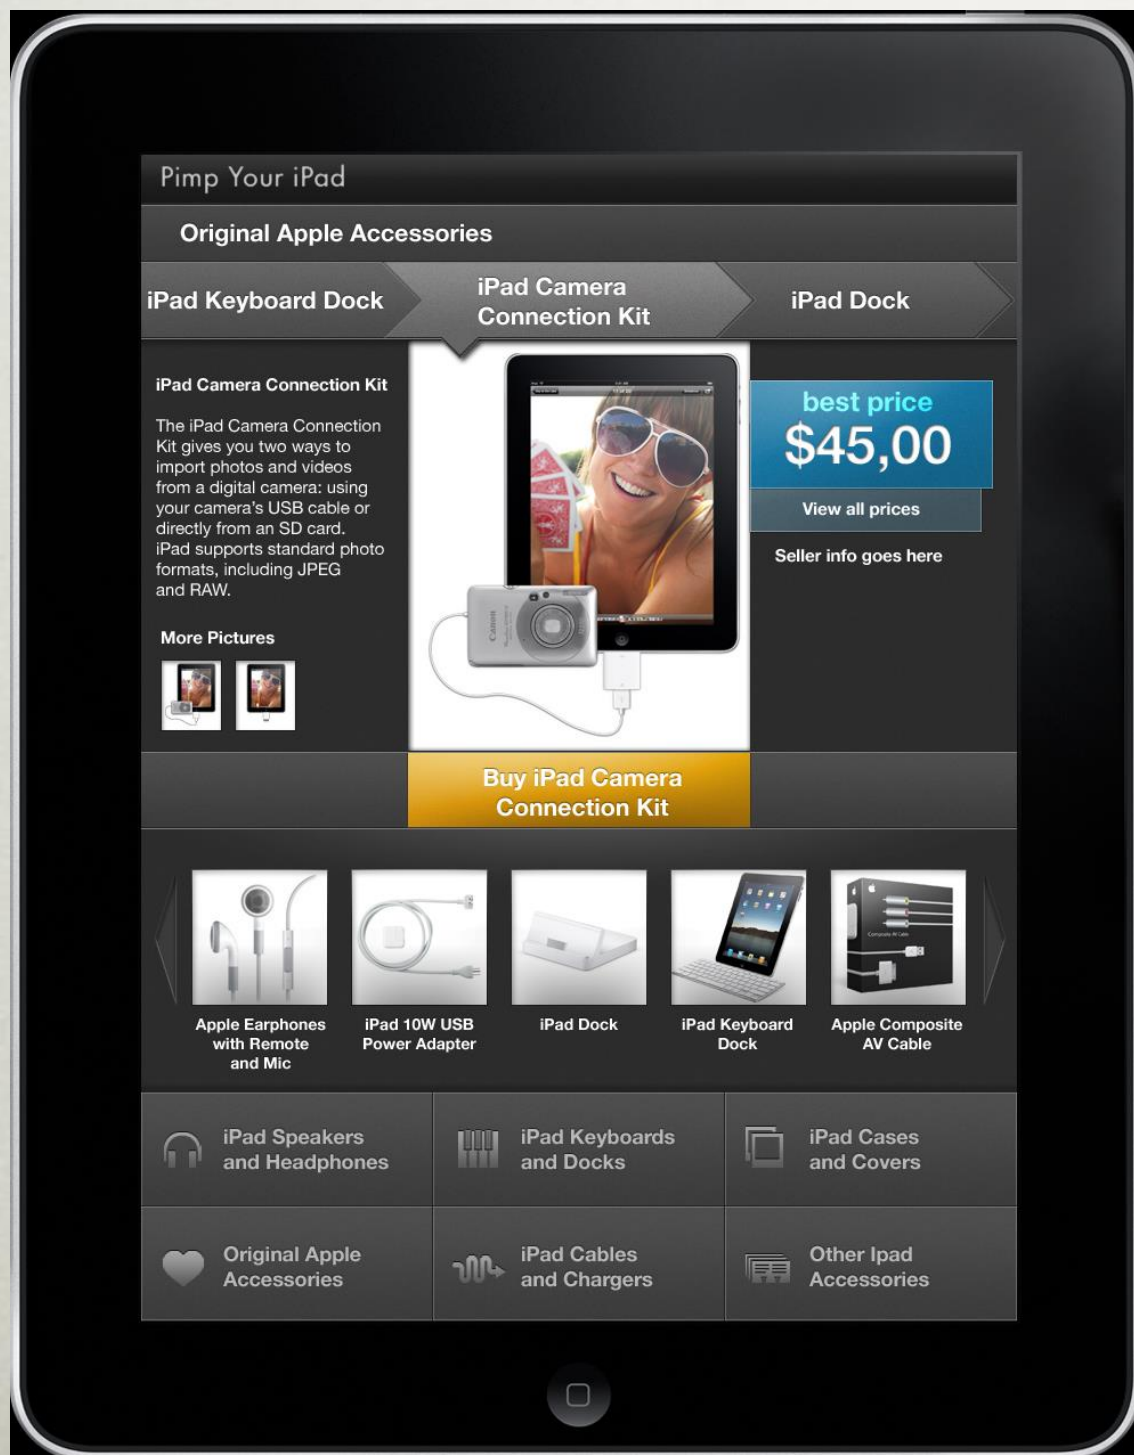 Pimp Your iPad
Original Apple Accessories
iPad Keyboard Dock
iPad Camera
Connection Kit
iPad Dock
iPad Camera Connection Kit
The iPad Camera Connection
Kit gives you two ways to
import photos and videos
from a digital camera: using
your camera's USB cable or
directly from an SD card.
iPad supports standard photo
formats, including JPEG
and RAW.
More Pictures
Canon
best price
$45,00
View all prices
Seller info goes here
Buy iPad Camera
Connection Kit
Composite AV Cable
Apple Earphones
with Remote
and Mic
iPad 10W USB
Power Adapter
iPad Dock
iPad Keyboard
Dock
Apple Composite
AV Cable
iPad Speakers
and Headphones
iPad Keyboards
and Docks
iPad Cases
and Covers
Original Apple
Accessories
iPad Cables
and Chargers
Other Ipad
Accessories